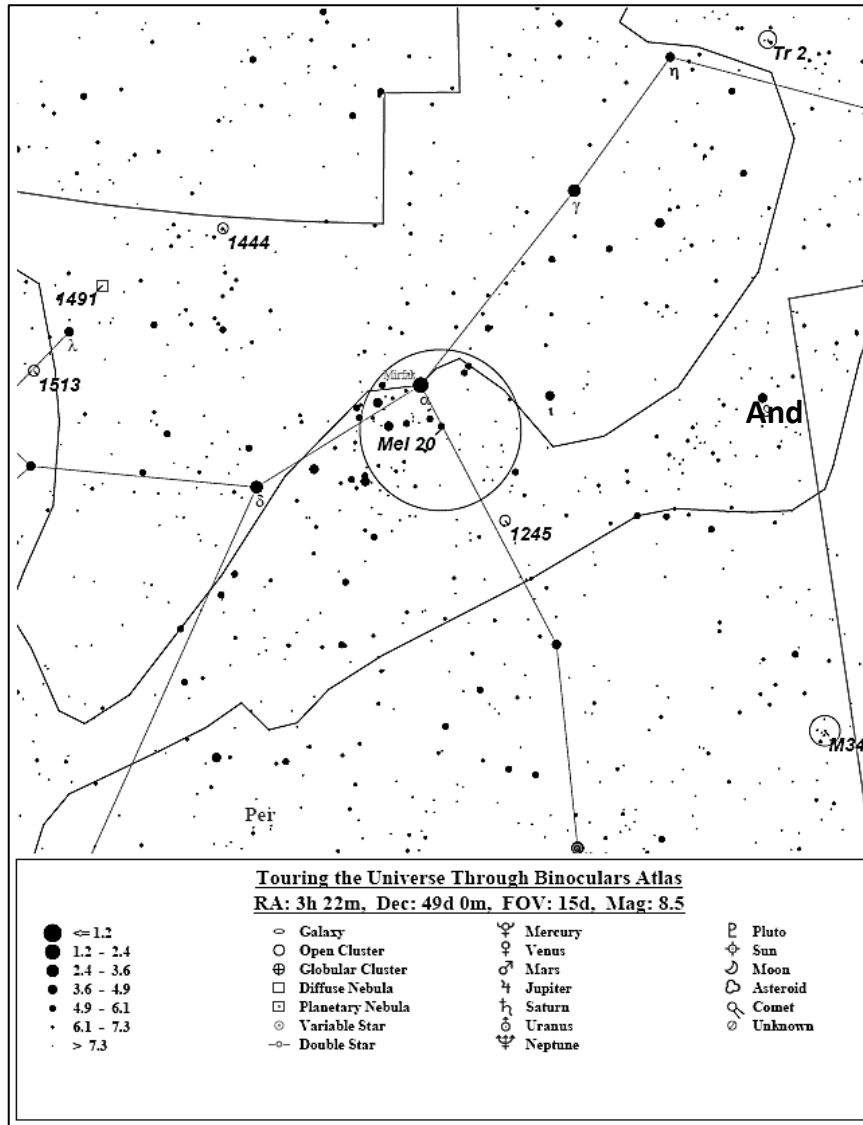 Tr 2
η
γ
1444
1491
λ
1513
Mirfak
α
ι
θ
And
Mel 20
δ
1245
M34
Per
Touring the Universe Through Binoculars Atlas
RA: 3h 22m, Dec: 49d 0m, FOV: 15d, Mag: 8.5
<= 1.2
1.2 - 2.4
2.4 - 3.6
3.6 - 4.9
4.9 - 6.1
6.1 - 7.3
> 7.3
Galaxy
Open Cluster
Globular Cluster
Diffuse Nebula
Planetary Nebula
Variable Star
Double Star
Mercury
Venus
Mars
Jupiter
Saturn
Uranus
Neptune
Pluto
Sun
Moon
Asteroid
Comet
Unknown